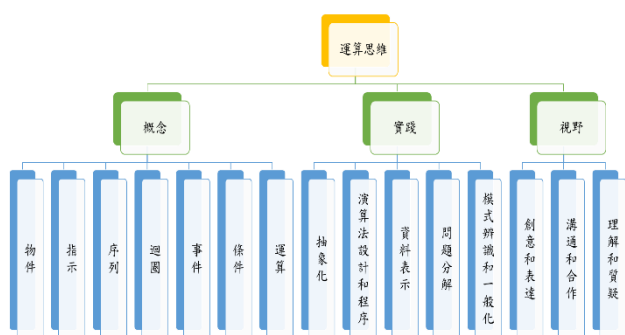 運算思維
概念
實踐
視野
物件
指示
序列
迴圈
事件
條件
運算
抽象化
演算法設計和程序
資料表示
問題分解
模式辨識和一般化
創意和表達
溝通和合作
理解和質疑